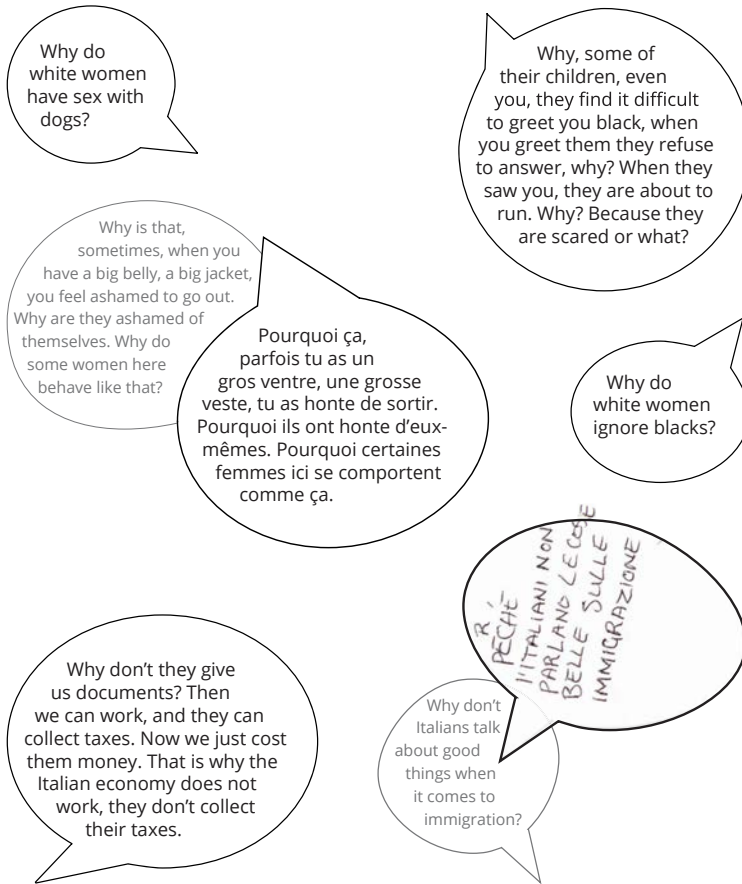 Why do
white women
have sex with
dogs?
Why, some of
their children, even
you, they find it difficult
to greet you black, when
you greet them they refuse
to answer, why? When they
saw you, they are about to
run. Why? Because they
are scared or what?
Why is that,
sometimes, when you
have a big belly, a big jacket,
you feel ashamed to go out.
Why are they ashamed of
themselves. Why do
some women here
behave like that?
Pourquoi ça,
parfois tu as un
gros ventre, une grosse
veste, tu as honte de sortir.
Pourquoi ils ont honte d’eux-
mêmes. Pourquoi certaines
femmes ici se comportent
comme ça.
Why do
white women
ignore blacks?
R
PECHÉ
l'ITALIANI NON
PARLANO LE COSE
BELLE SULLE
IMMIGRAZIONE
Why don’t they give
us documents? Then
we can work, and they can
collect taxes. Now we just cost
them money. That is why the
Italian economy does not
work, they don’t collect
their taxes.
Why don’t
Italians talk
about good
things when
it comes to
immigration?